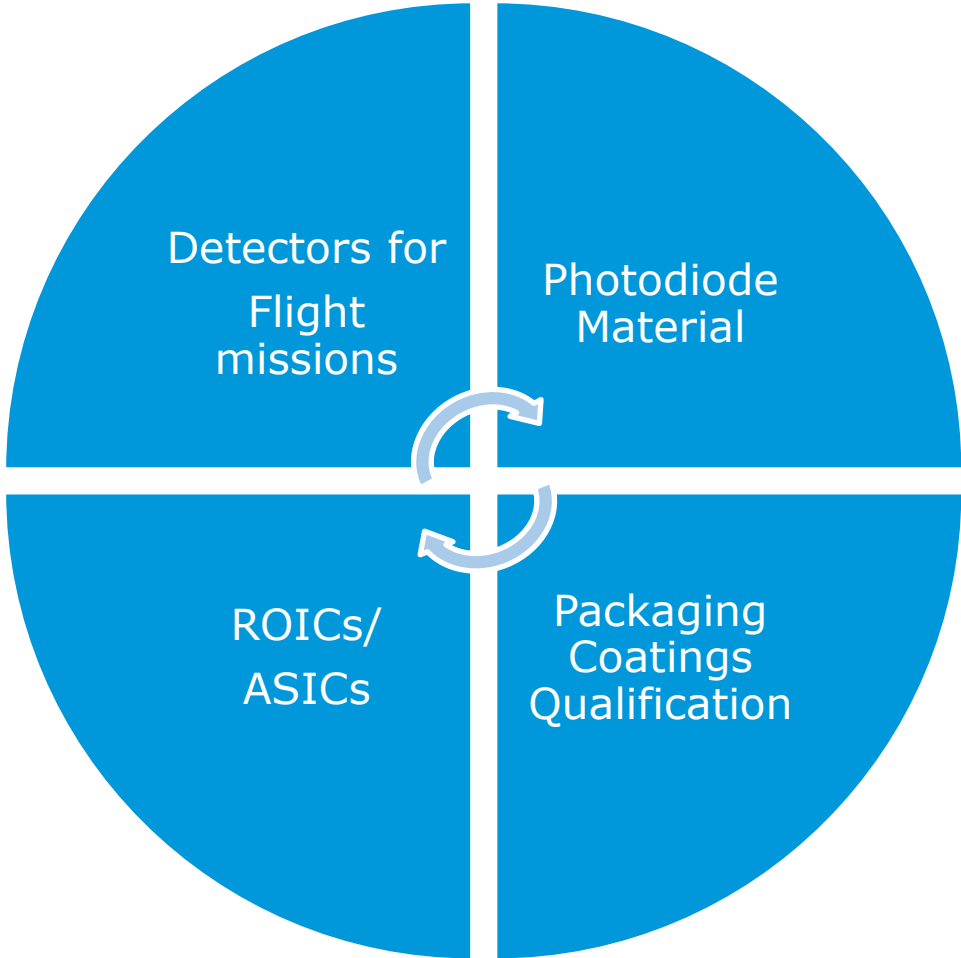 Detectors for
Flight
missions
Photodiode
Material
ROICs/
ASICs
Packaging
Coatings
Qualification